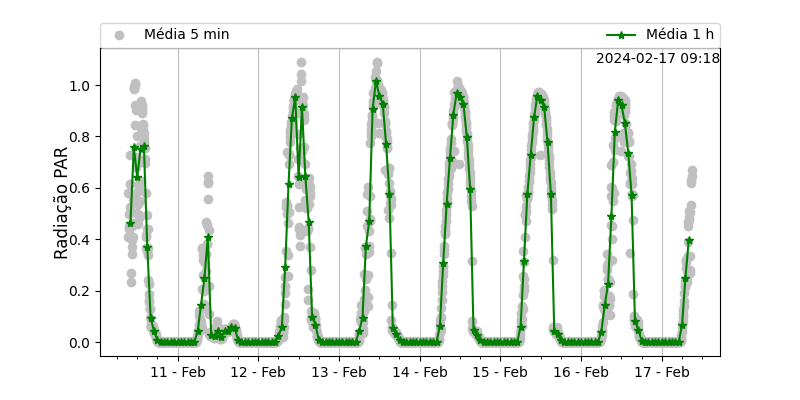 Média 5 min
Média 1 h
2024-02-17 09:18
Radiação PAR
1.0
0.8
0.6
0.4
0.2
0.0
11 - Feb
12 - Feb
13 - Feb
14 - Feb
15 - Feb
16 - Feb
17 - Feb